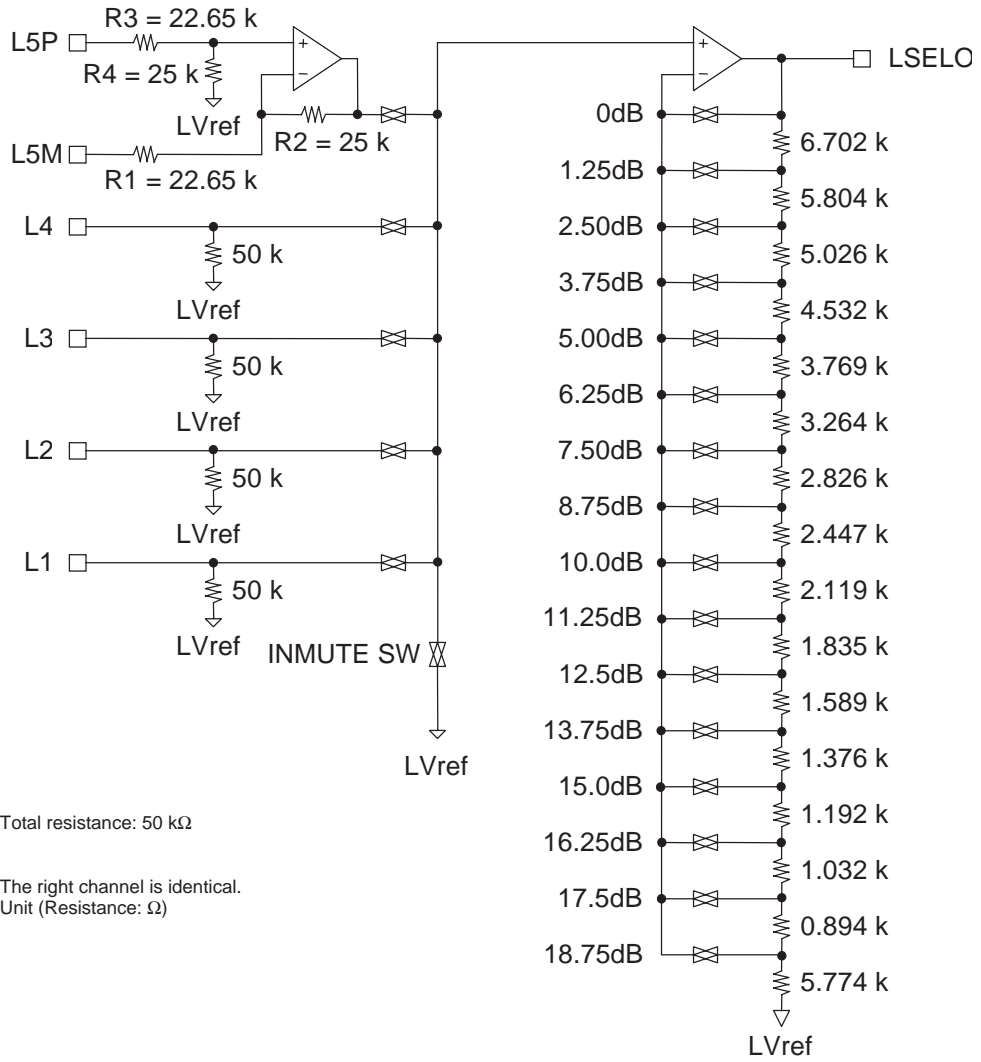 R3 = 22.65 k
L5P
R4 = 25 k
LVref
R2 = 25 k
L5M
R1 = 22.65 k
L4
50 k
LVref
L3
50 k
LVref
L2
50 k
LVref
L1
50 k
LVref
INMUTE SW
LVref
+
−
+
−
LSELO
0dB
6.702 k
1.25dB
5.804 k
2.50dB
5.026 k
3.75dB
4.532 k
5.00dB
3.769 k
6.25dB
3.264 k
7.50dB
2.826 k
8.75dB
2.447 k
10.0dB
2.119 k
11.25dB
1.835 k
12.5dB
1.589 k
13.75dB
1.376 k
15.0dB
1.192 k
16.25dB
1.032 k
17.5dB
0.894 k
18.75dB
5.774 k
LVref
Total resistance: 50 kΩ
The right channel is identical.
Unit (Resistance: Ω)